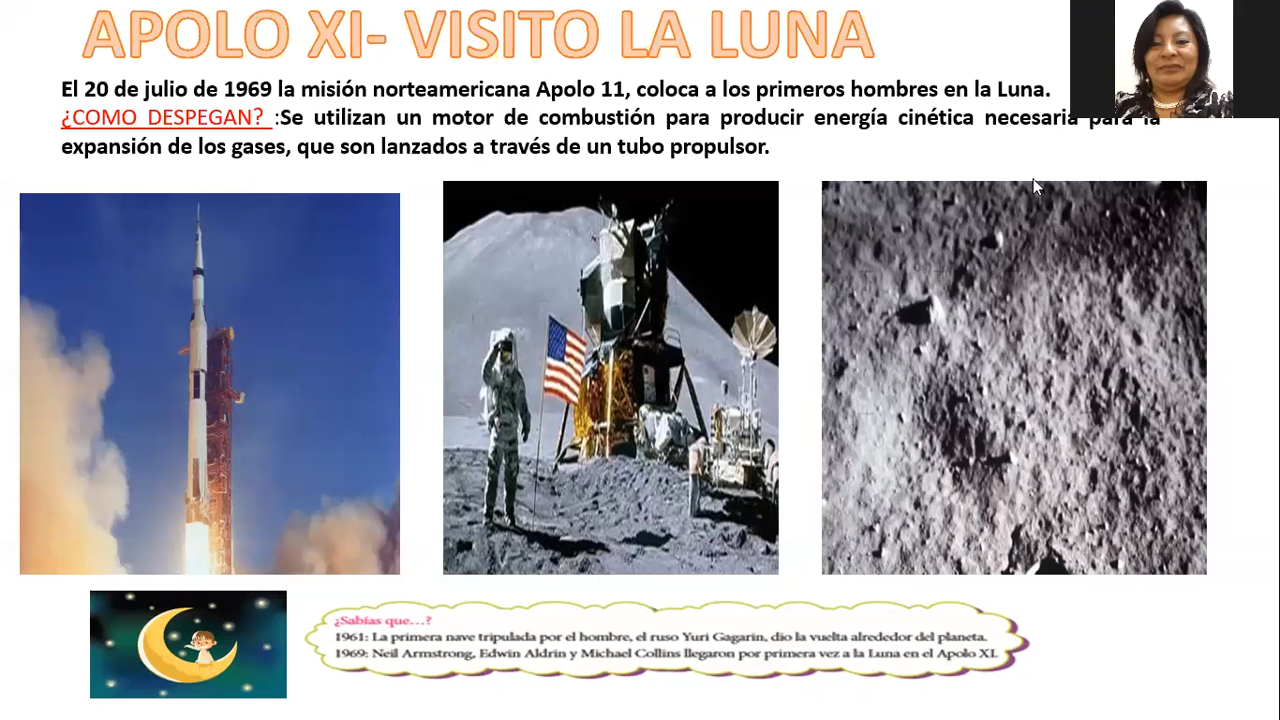 APOLO XI- VISITO LA LUNA
El 20 de julio de 1969 la misión norteamericana Apolo 11, coloca a los primeros hombres en la Luna.
¿COMO DESPEGAN? :Se utilizan un motor de combustión para producir energía cinética necesaria para la
expansión de los gases, que son lanzados a través de un tubo propulsor.
¿Sabías que...?
1961: La primera nave tripulada por el hombre, el ruso Yuri Gagarin, dio la vuelta alrededor del planeta.
1969: Neil Armstrong, Edwin Aldrin y Michael Collins llegaron por primera vez a la Luna en el Apolo XI.